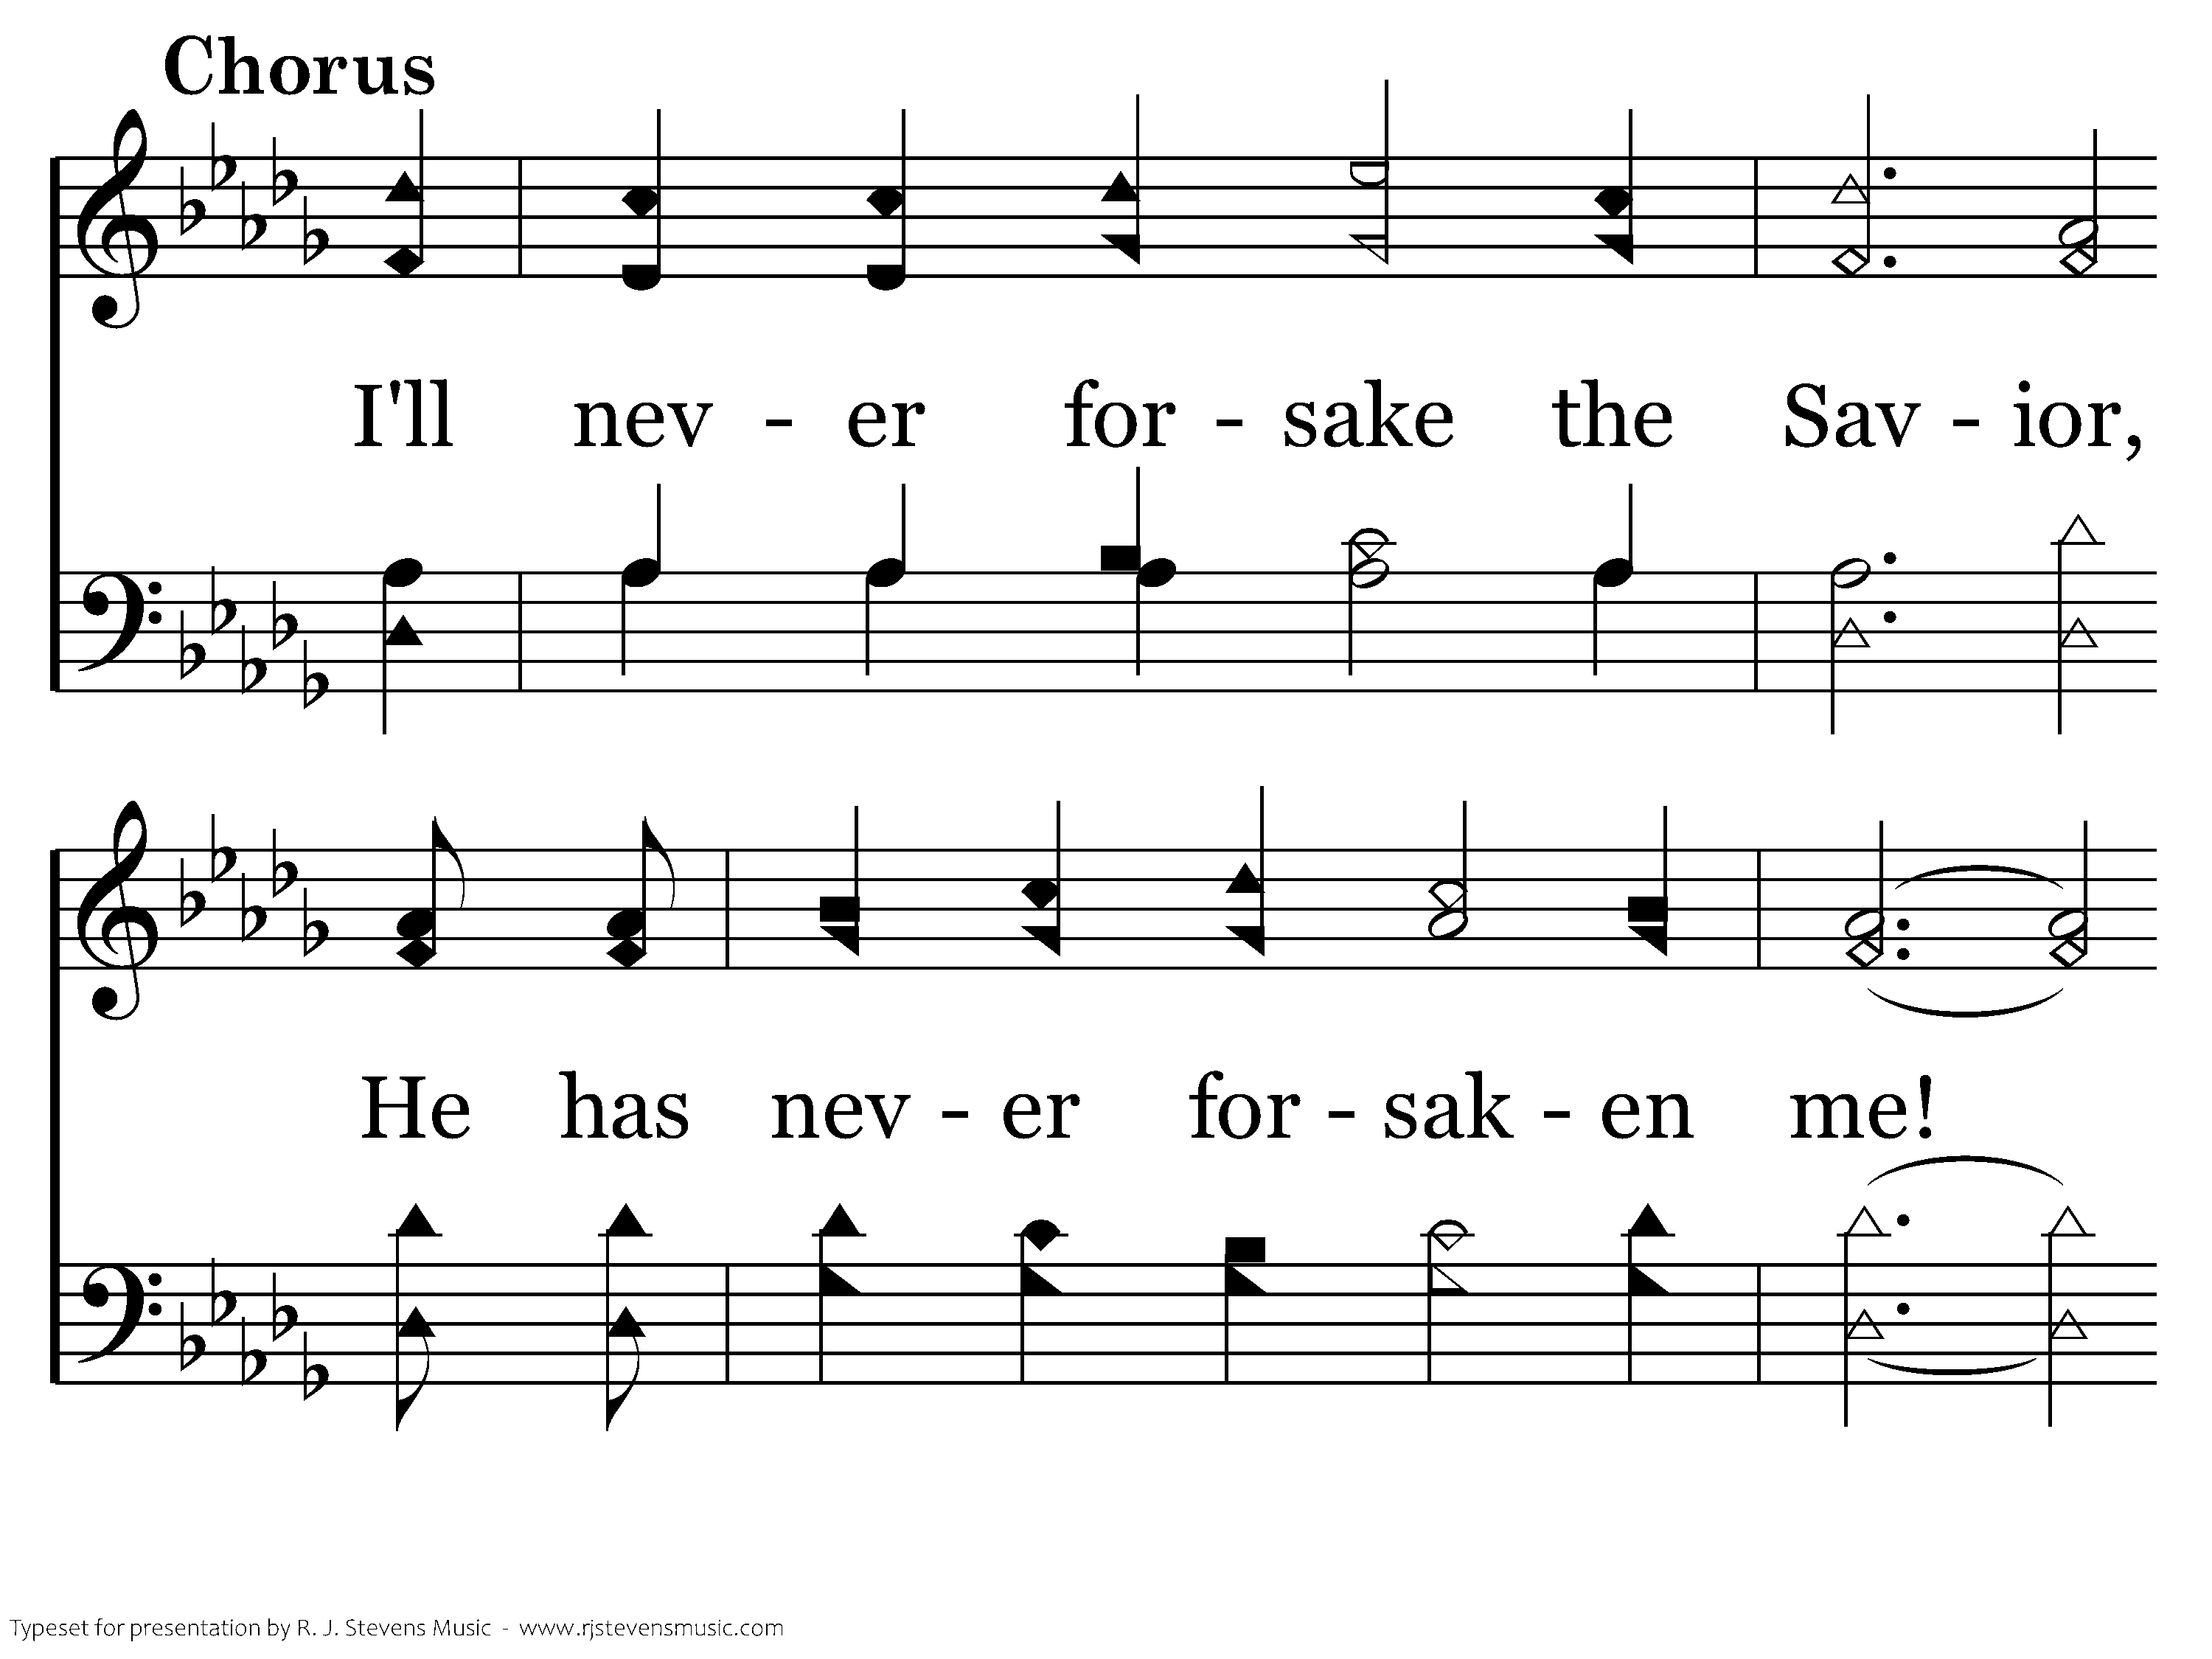 Chorus
I'll nev - er for - sake the Sav - ior,
He has nev - er for - sak - en me!
Typeset for presentation by R. J. Stevens Music - www.rjstevensmusic.com